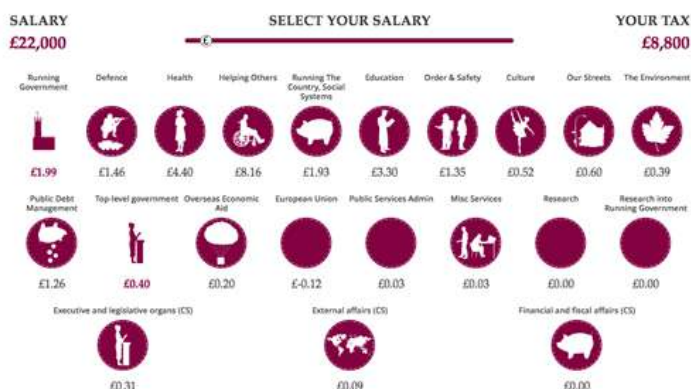 SALARY SELECT YOUR SALARY YOUR TAX
£22,000 £ £8,800
Running Government Defence Health Helping Others Running The Country, Social Systems Education Order & Safety Culture Our Streets The Environment
£1.99 £1.46 £4.40 £8.16 £1.93 £3.30 £1.35 £0.52 £0.60 £0.39
Public Debt Management Top-level government Overseas Economic Aid European Union Public Services Admin Misc Services Research Research into Running Government
£1.26 £0.40 £0.20 £-0.12 £0.03 £0.03 £0.00 £0.00
Executive and legislative organs (CS) External affairs (CS) Financial and fiscal affairs (CS)
£0.31 £0.09 £0.00